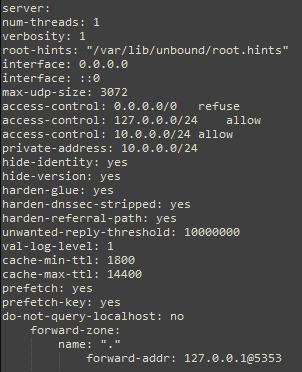 server:
num-threads: 1
verbosity: 1
root-hints: "/var/lib/unbound/root.hints"
interface: 0.0.0.0
interface: ::0
max-udp-size: 3072
access-control: 0.0.0.0/0   refuse
access-control: 127.0.0.0/24    allow
access-control: 10.0.0.0/24 allow
private-address: 10.0.0.0/24
hide-identity: yes
hide-version: yes
harden-glue: yes
harden-dnssec-stripped: yes
harden-referral-path: yes
unwanted-reply-threshold: 10000000
val-log-level: 1
cache-min-ttl: 1800
cache-max-ttl: 14400
prefetch: yes
prefetch-key: yes
do-not-query-localhost: no
    forward-zone:
        name: "."
            forward-addr: 127.0.0.1@5353